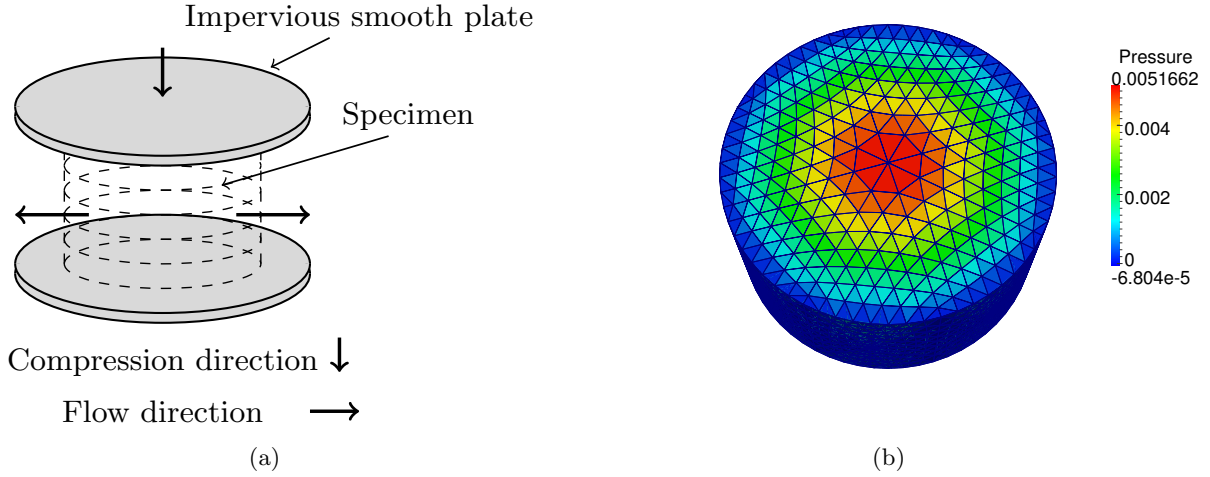 Impervious smooth plate
Specimen
Compression direction
Flow direction
(a)
Pressure
0.0051662
0.004
0.002
0
-6.804e-5
(b)